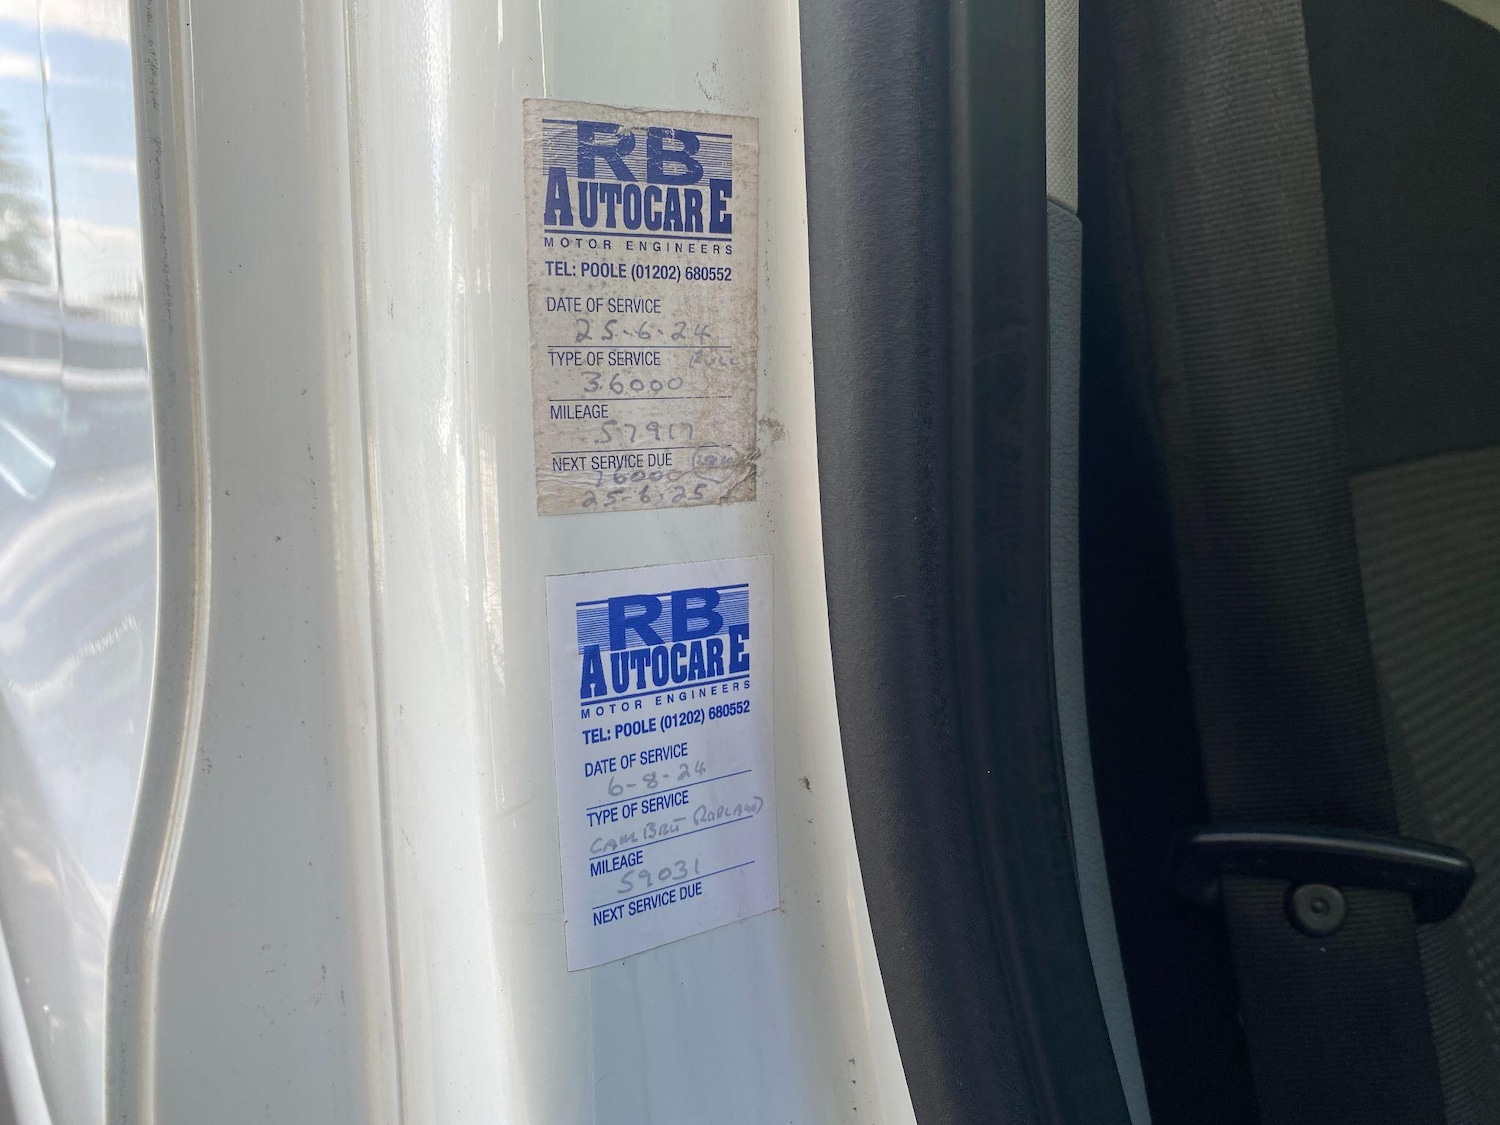 RB
AUTOCARE
MOTOR ENGINEERS
TEL: POOLE (01202) 680552
DATE OF SERVICE
25-6-24
TYPE OF SERVICE
36000
MILEAGE
57917
NEXT SERVICE DUE
25-6-25
RB
AUTOCARE
MOTOR ENGINEERS
TEL: POOLE (01202) 680552
DATE OF SERVICE
6-8-24
TYPE OF SERVICE
CAM
MILEAGE
59031
NEXT SERVICE DUE